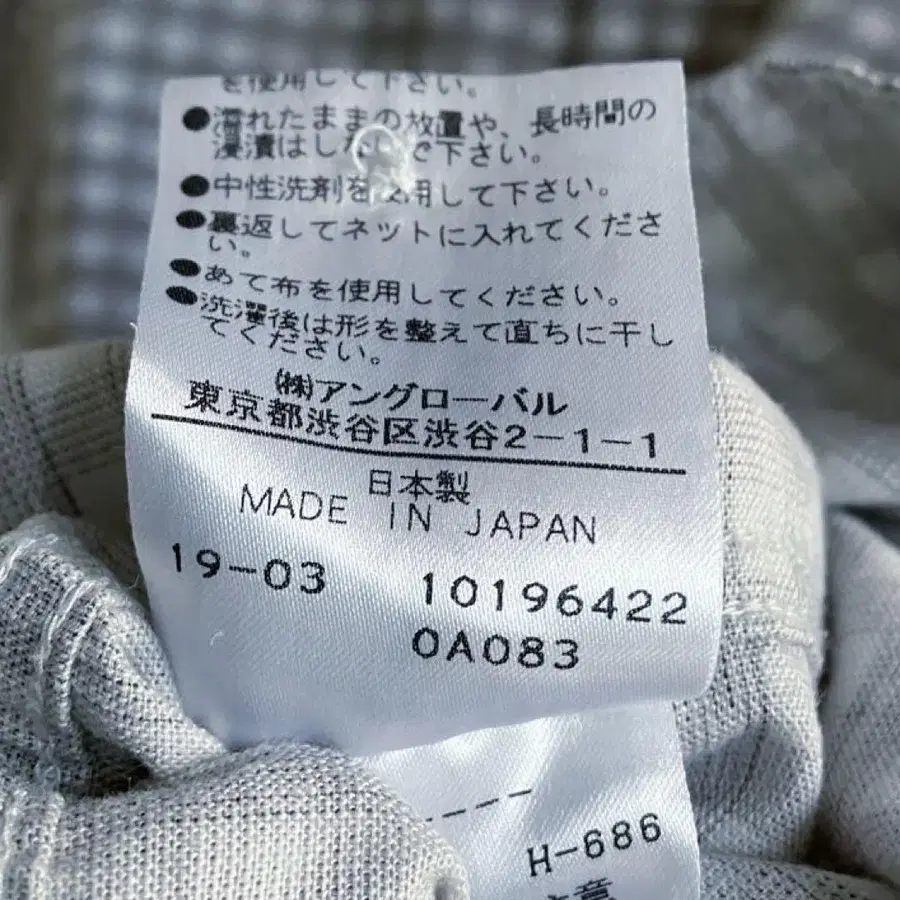 を使用して下さい。
●濡れたままの放置や、長時間の
浸漬はしないで下さい。
●中性洗剤を使用して下さい。
●裏返してネットに入れてくださ
い。
●あて布を使用してください。
●洗濯後は形を整えて直ちに干し
てください。
㈱アングローバル
東京都渋谷区渋谷2-1-1
日本製
MADE IN JAPAN
19-03 10196422
0A083
H-686
注意